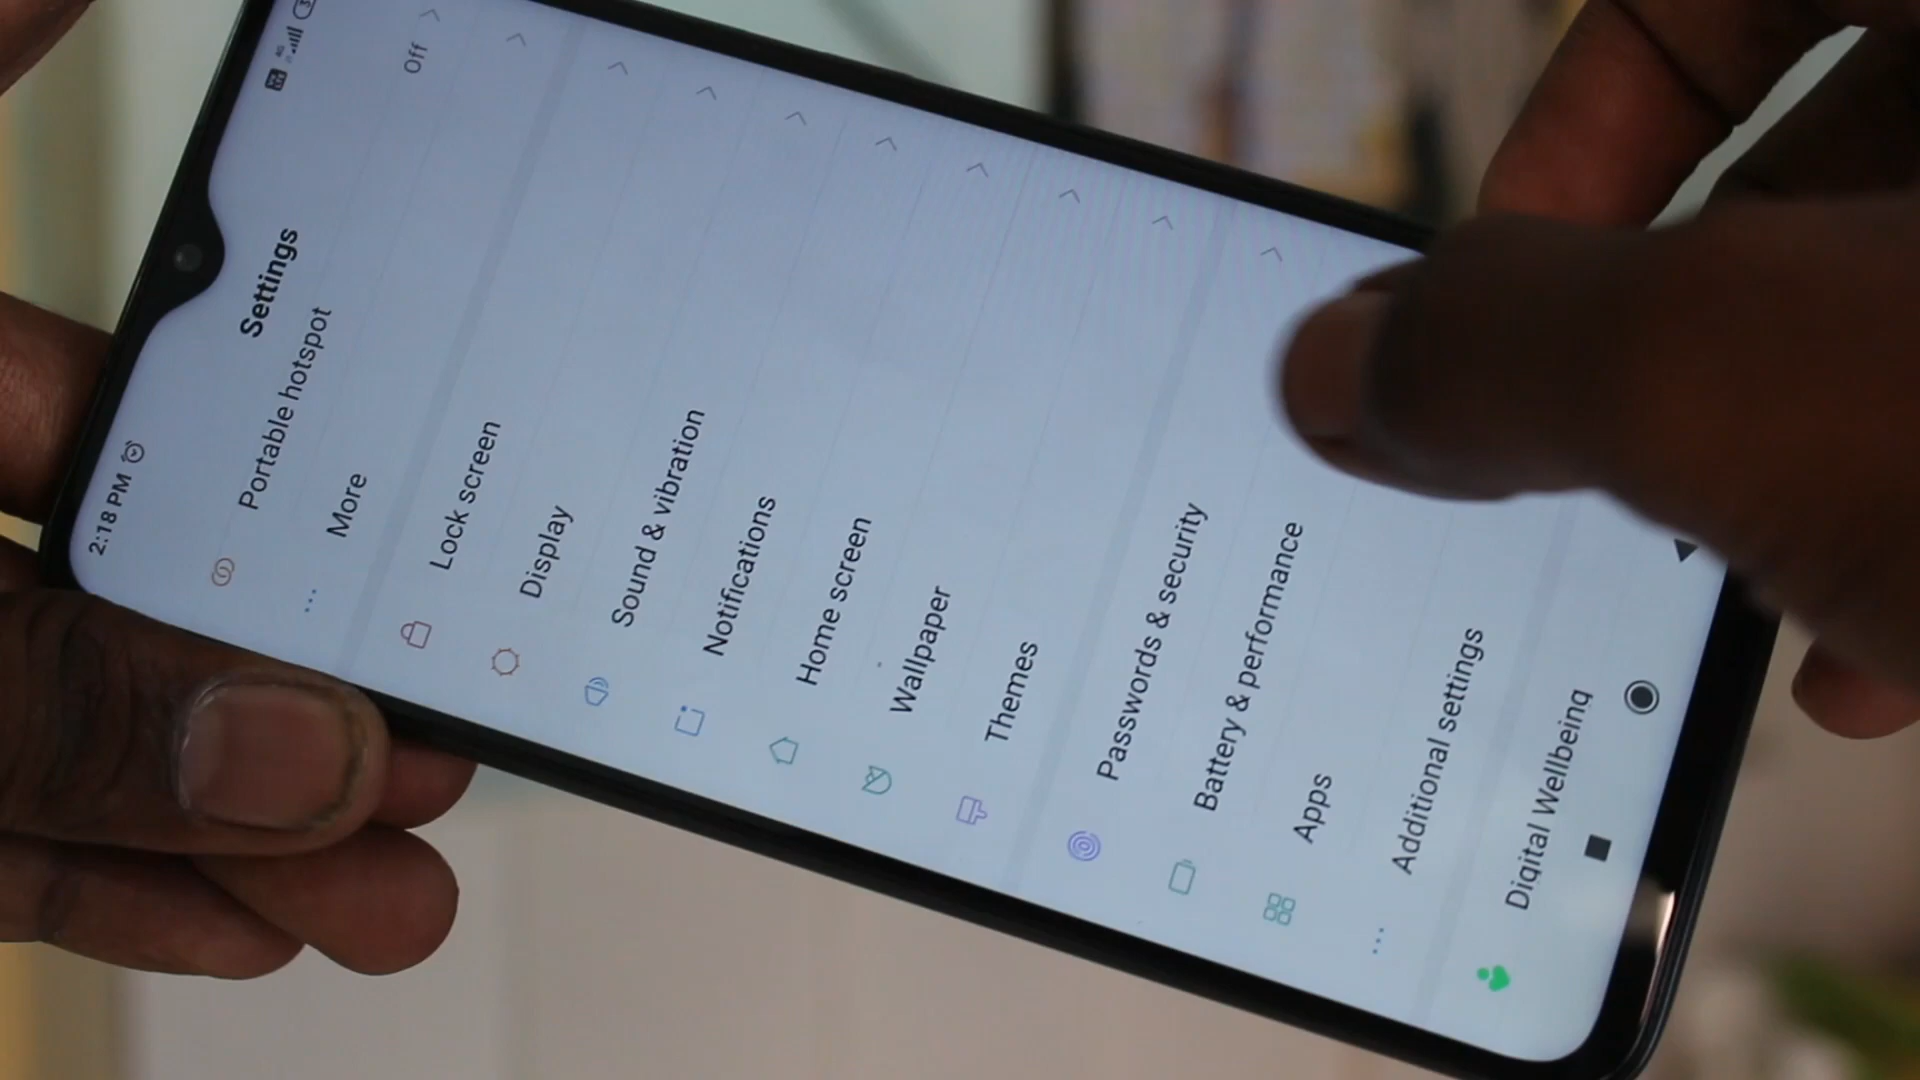 2:18 PM
4G
Settings
Portable hotspot Off
More
Lock screen
Display
Sound & vibration
Notifications
Home screen
Wallpaper
Themes
Passwords & security
Battery & performance
Apps
Additional settings
Digital Wellbeing